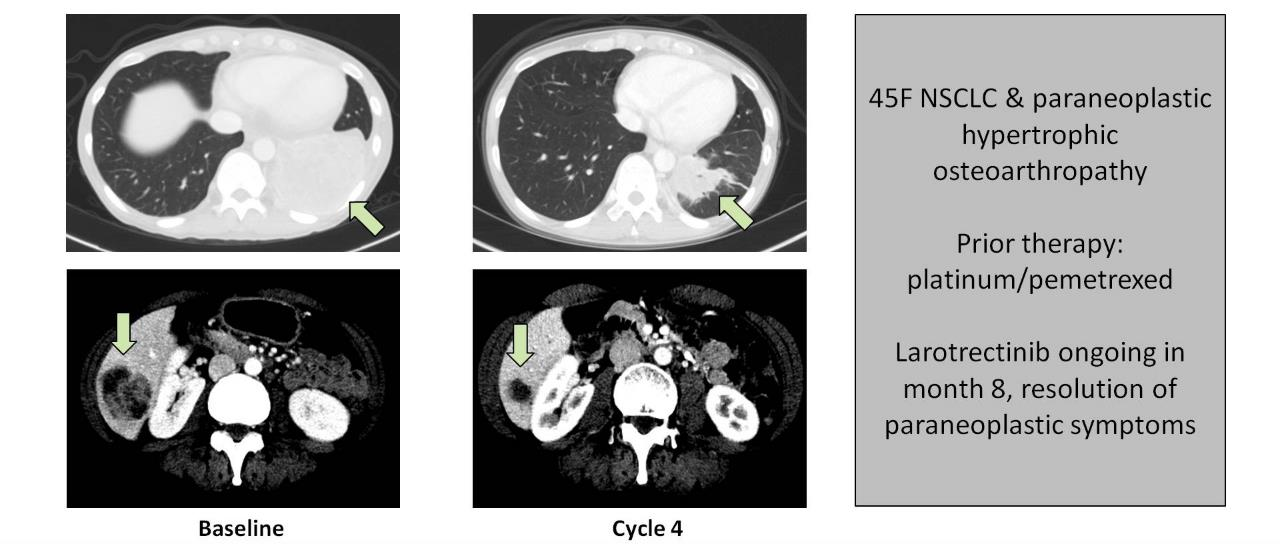 45F NSCLC & paraneoplastic
hypertrophic
osteoarthropathy
Prior therapy:
platinum/pemetrexed
Larotrectinib ongoing in
month 8, resolution of
paraneoplastic symptoms
Baseline
Cycle 4